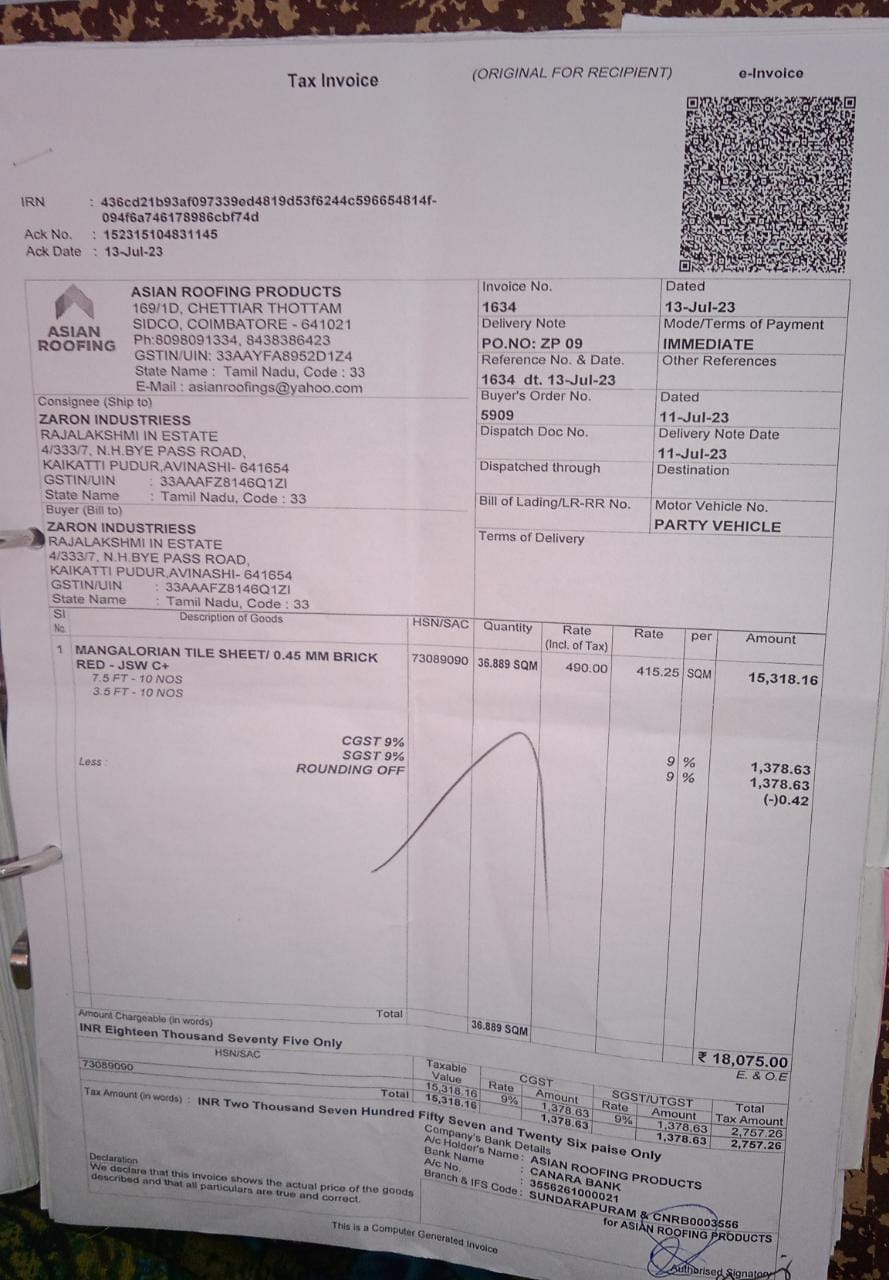 Tax Invoice
(ORIGINAL FOR RECIPIENT)
e-Invoice
IRN : 436cd21b93af097339ed4819d53f6244c596654814f-
094f6a746178986cbf74d
Ack No. : 152315104831145
Ack Date : 13-Jul-23
ASIAN
ROOFING
ASIAN ROOFING PRODUCTS
169/1D, CHETTIAR THOTTAM
SIDCO, COIMBATORE - 641021
Ph:8098091334, 8438386423
GSTIN/UIN: 33AAYFA8952D1Z4
State Name : Tamil Nadu, Code : 33
E-Mail : asianroofings@yahoo.com
Invoice No.
1634
Dated
13-Jul-23
Delivery Note
PO.NO: ZP 09
Mode/Terms of Payment
IMMEDIATE
Reference No. & Date.
1634 dt. 13-Jul-23
Other References
Buyer's Order No.
5909
Dated
11-Jul-23
Dispatch Doc No.
Delivery Note Date
11-Jul-23
Dispatched through
Destination
Bill of Lading/LR-RR No.
Motor Vehicle No.
PARTY VEHICLE
Terms of Delivery
Consignee (Ship to)
ZARON INDUSTRIESS
RAJALAKSHMI IN ESTATE
4/333/7, N.H.BYE PASS ROAD,
KAIKATTI PUDUR,AVINASHI- 641654
GSTIN/UIN : 33AAAFZ8146Q1ZI
State Name : Tamil Nadu, Code : 33
Buyer (Bill to)
ZARON INDUSTRIESS
RAJALAKSHMI IN ESTATE
4/333/7, N.H.BYE PASS ROAD,
KAIKATTI PUDUR,AVINASHI- 641654
GSTIN/UIN : 33AAAFZ8146Q1ZI
State Name : Tamil Nadu, Code : 33
Sl No. Description of Goods HSN/SAC Quantity Rate (Incl. of Tax) Rate per Amount
1 MANGALORIAN TILE SHEET/ 0.45 MM BRICK 73089090 36.889 SQM 490.00 415.25 SQM 15,318.16
RED - JSW C+
7.5 FT - 10 NOS
3.5 FT - 10 NOS
CGST 9% 9 % 1,378.63
SGST 9% 9 % 1,378.63
Less : ROUNDING OFF (-)0.42
Total 36.889 SQM ₹ 18,075.00
Amount Chargeable (in words) E. & O.E
INR Eighteen Thousand Seventy Five Only
HSN/SAC Taxable Value CGST Rate Amount SGST/UTGST Rate Amount Total Tax Amount
73089090 15,318.16 9% 1,378.63 9% 1,378.63 2,757.26
Total 15,318.16 1,378.63 1,378.63 2,757.26
Tax Amount (in words) : INR Two Thousand Seven Hundred Fifty Seven and Twenty Six paise Only
Company's Bank Details
A/c Holder's Name : ASIAN ROOFING PRODUCTS
Bank Name : CANARA BANK
A/c No. : 3556261000021
Branch & IFS Code : SUNDARAPURAM & CNRB0003556
Declaration
We declare that this invoice shows the actual price of the goods
described and that all particulars are true and correct.
for ASIAN ROOFING PRODUCTS
Authorised Signatory
This is a Computer Generated Invoice